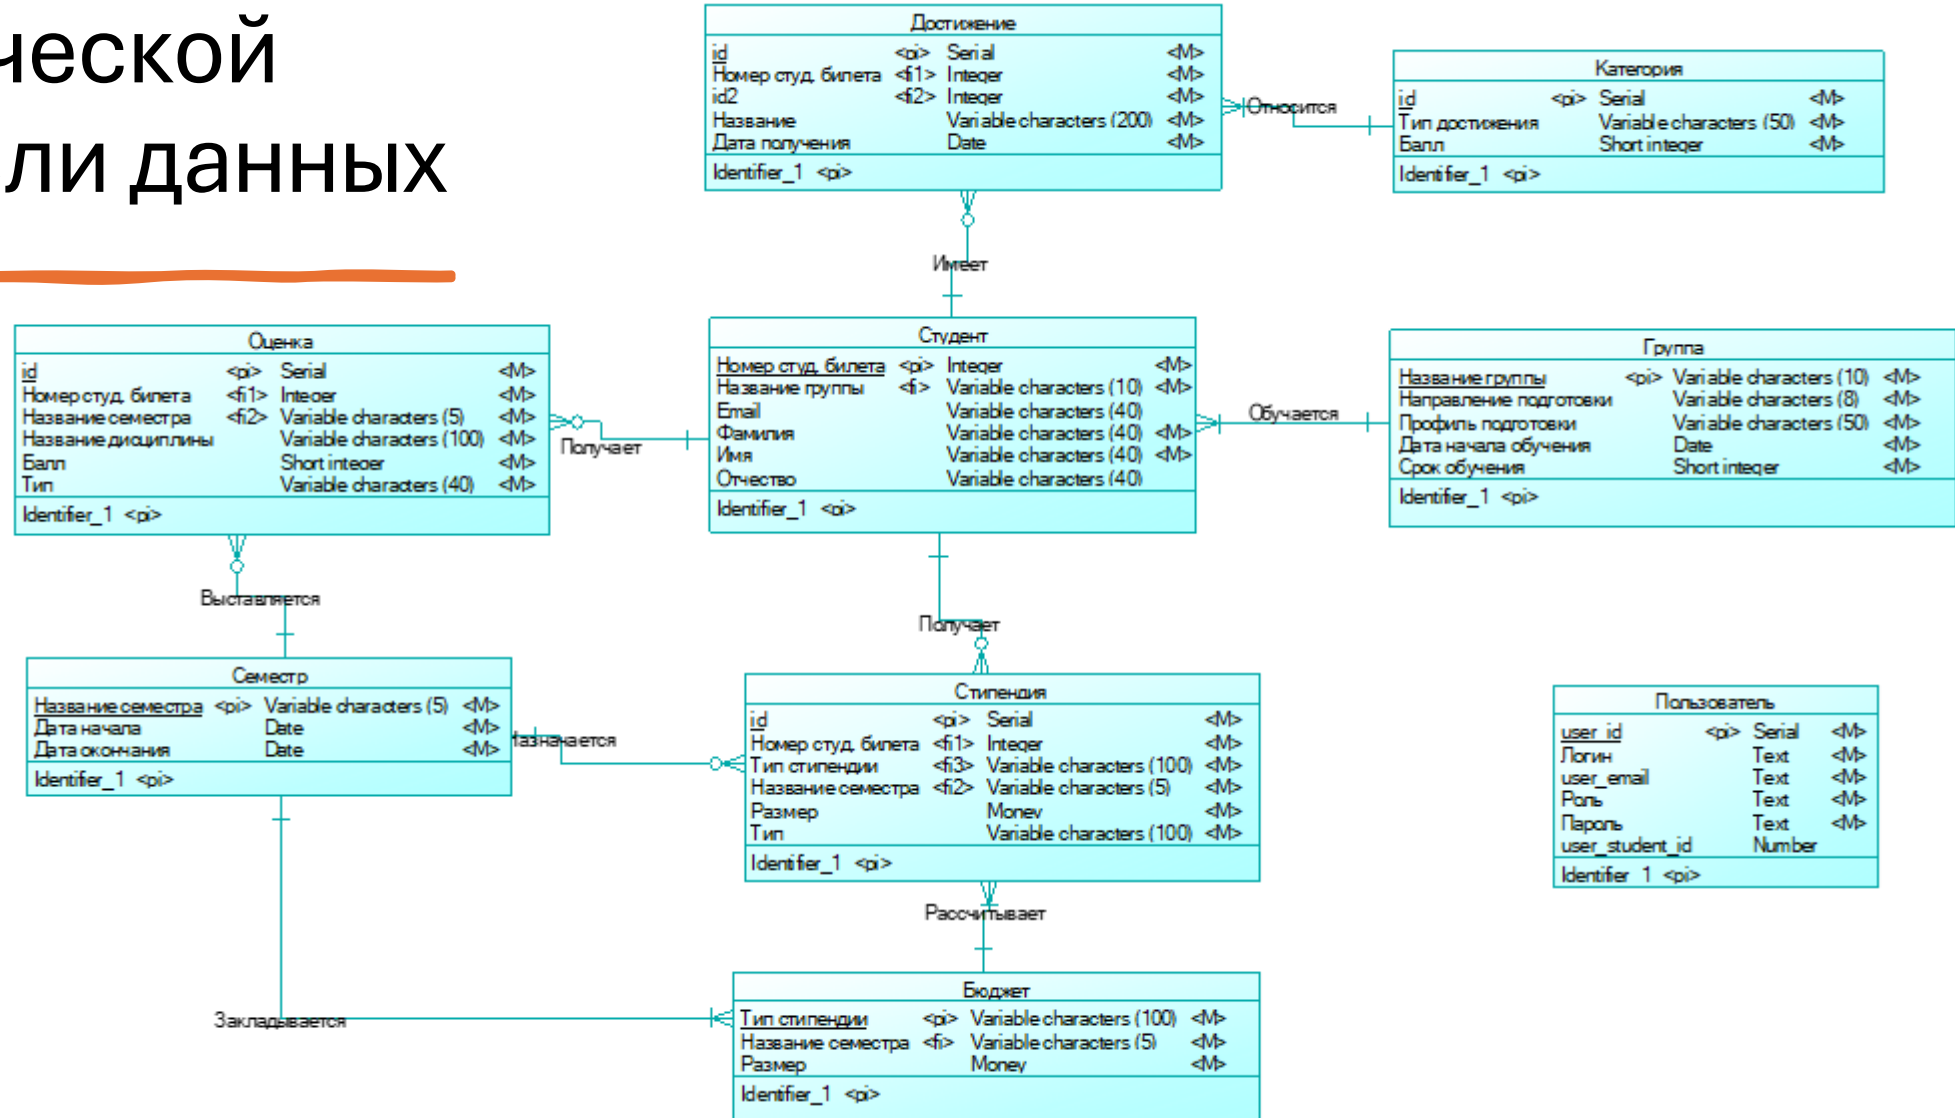 ческой
ли данных
Достижение
id <pi> Serial <M>
Номер студ. билета <fi1> Integer <M>
id2 <fi2> Integer <M>
Название Variable characters (200) <M>
Дата получения Date <M>
Identifier_1 <pi>
Относится
Категория
id <pi> Serial <M>
Тип достижения Variable characters (50) <M>
Балл Short integer <M>
Identifier_1 <pi>
Имеет
Оценка
id <pi> Serial <M>
Номер студ. билета <fi1> Integer <M>
Название семестра <fi2> Variable characters (5) <M>
Название дисциплины Variable characters (100) <M>
Балл Short integer <M>
Тип Variable characters (40) <M>
Identifier_1 <pi>
Получает
Студент
Номер студ. билета <pi> Integer <M>
Название группы <fi> Variable characters (10) <M>
Email Variable characters (40)
Фамилия Variable characters (40) <M>
Имя Variable characters (40) <M>
Отчество Variable characters (40)
Identifier_1 <pi>
Обучается
Группа
Название группы <pi> Variable characters (10) <M>
Направление подготовки Variable characters (8) <M>
Профиль подготовки Variable characters (50) <M>
Дата начала обучения Date <M>
Срок обучения Short integer <M>
Identifier_1 <pi>
Выставляется
Получает
Семестр
Название семестра <pi> Variable characters (5) <M>
Дата начала Date <M>
Дата окончания Date <M>
Identifier_1 <pi>
Назначается
Стипендия
id <pi> Serial <M>
Номер студ. билета <fi1> Integer <M>
Тип стипендии <fi3> Variable characters (100) <M>
Название семестра <fi2> Variable characters (5) <M>
Размер Money <M>
Тип Variable characters (100) <M>
Identifier_1 <pi>
Пользователь
user_id <pi> Serial <M>
Логин Text <M>
user_email Text <M>
Роль Text <M>
Пароль Text <M>
user_student_id Number
Identifier_1 <pi>
Рассчитывает
Закладывается
Бюджет
Тип стипендии <pi> Variable characters (100) <M>
Название семестра <fi> Variable characters (5) <M>
Размер Money <M>
Identifier_1 <pi>